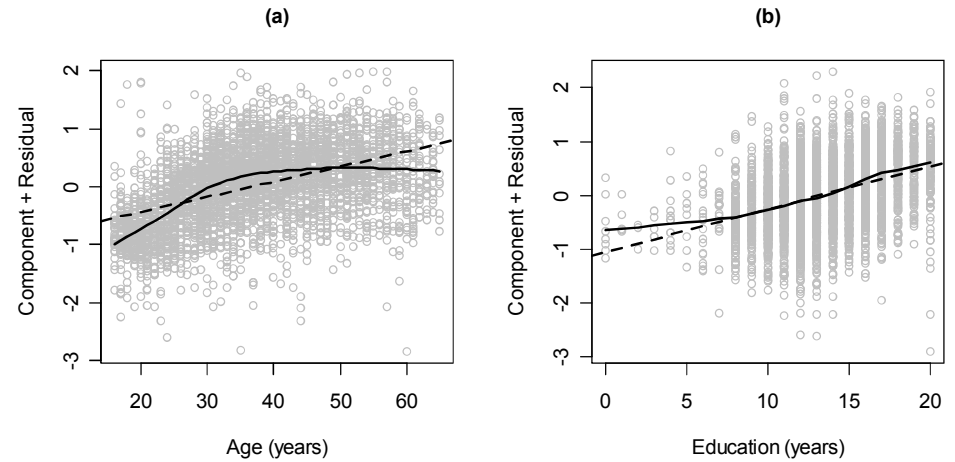 (a)
Component + Residual
2
1
0
-1
-2
-3
20 30 40 50 60
Age (years)
(b)
Component + Residual
2
1
0
-1
-2
-3
0 5 10 15 20
Education (years)